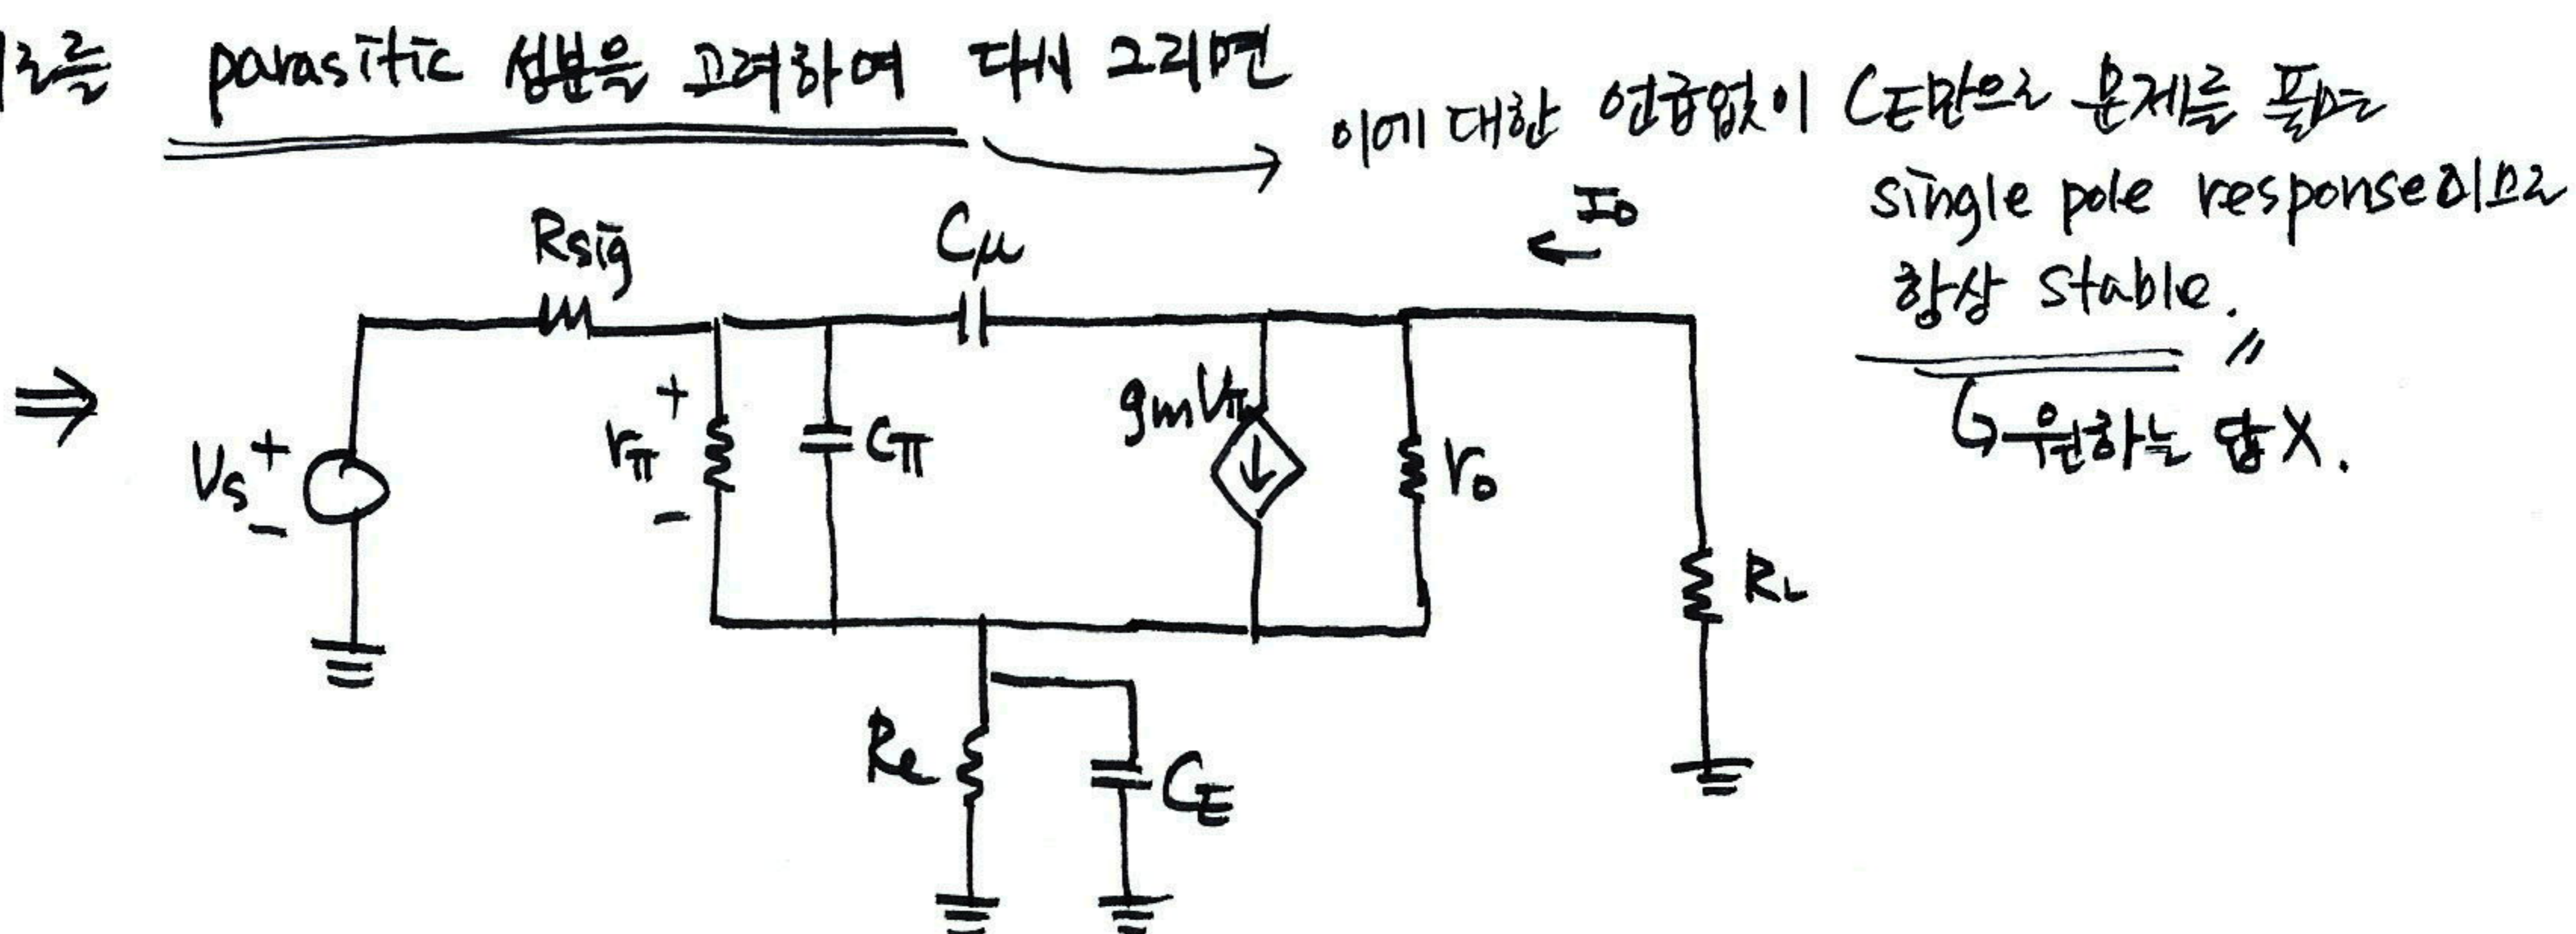 를 parasitic 성분을 고려하여 다시 그리면
이에 대한 언급없이 CE만으로 문제를 풀면
single pole response이므로
항상 stable.
↳ 원하는 답 X.
Io
Rsig
Cμ
⇒
Vs
+
-
rπ
+
-
Cπ
gmVπ
ro
RL
Re
CE